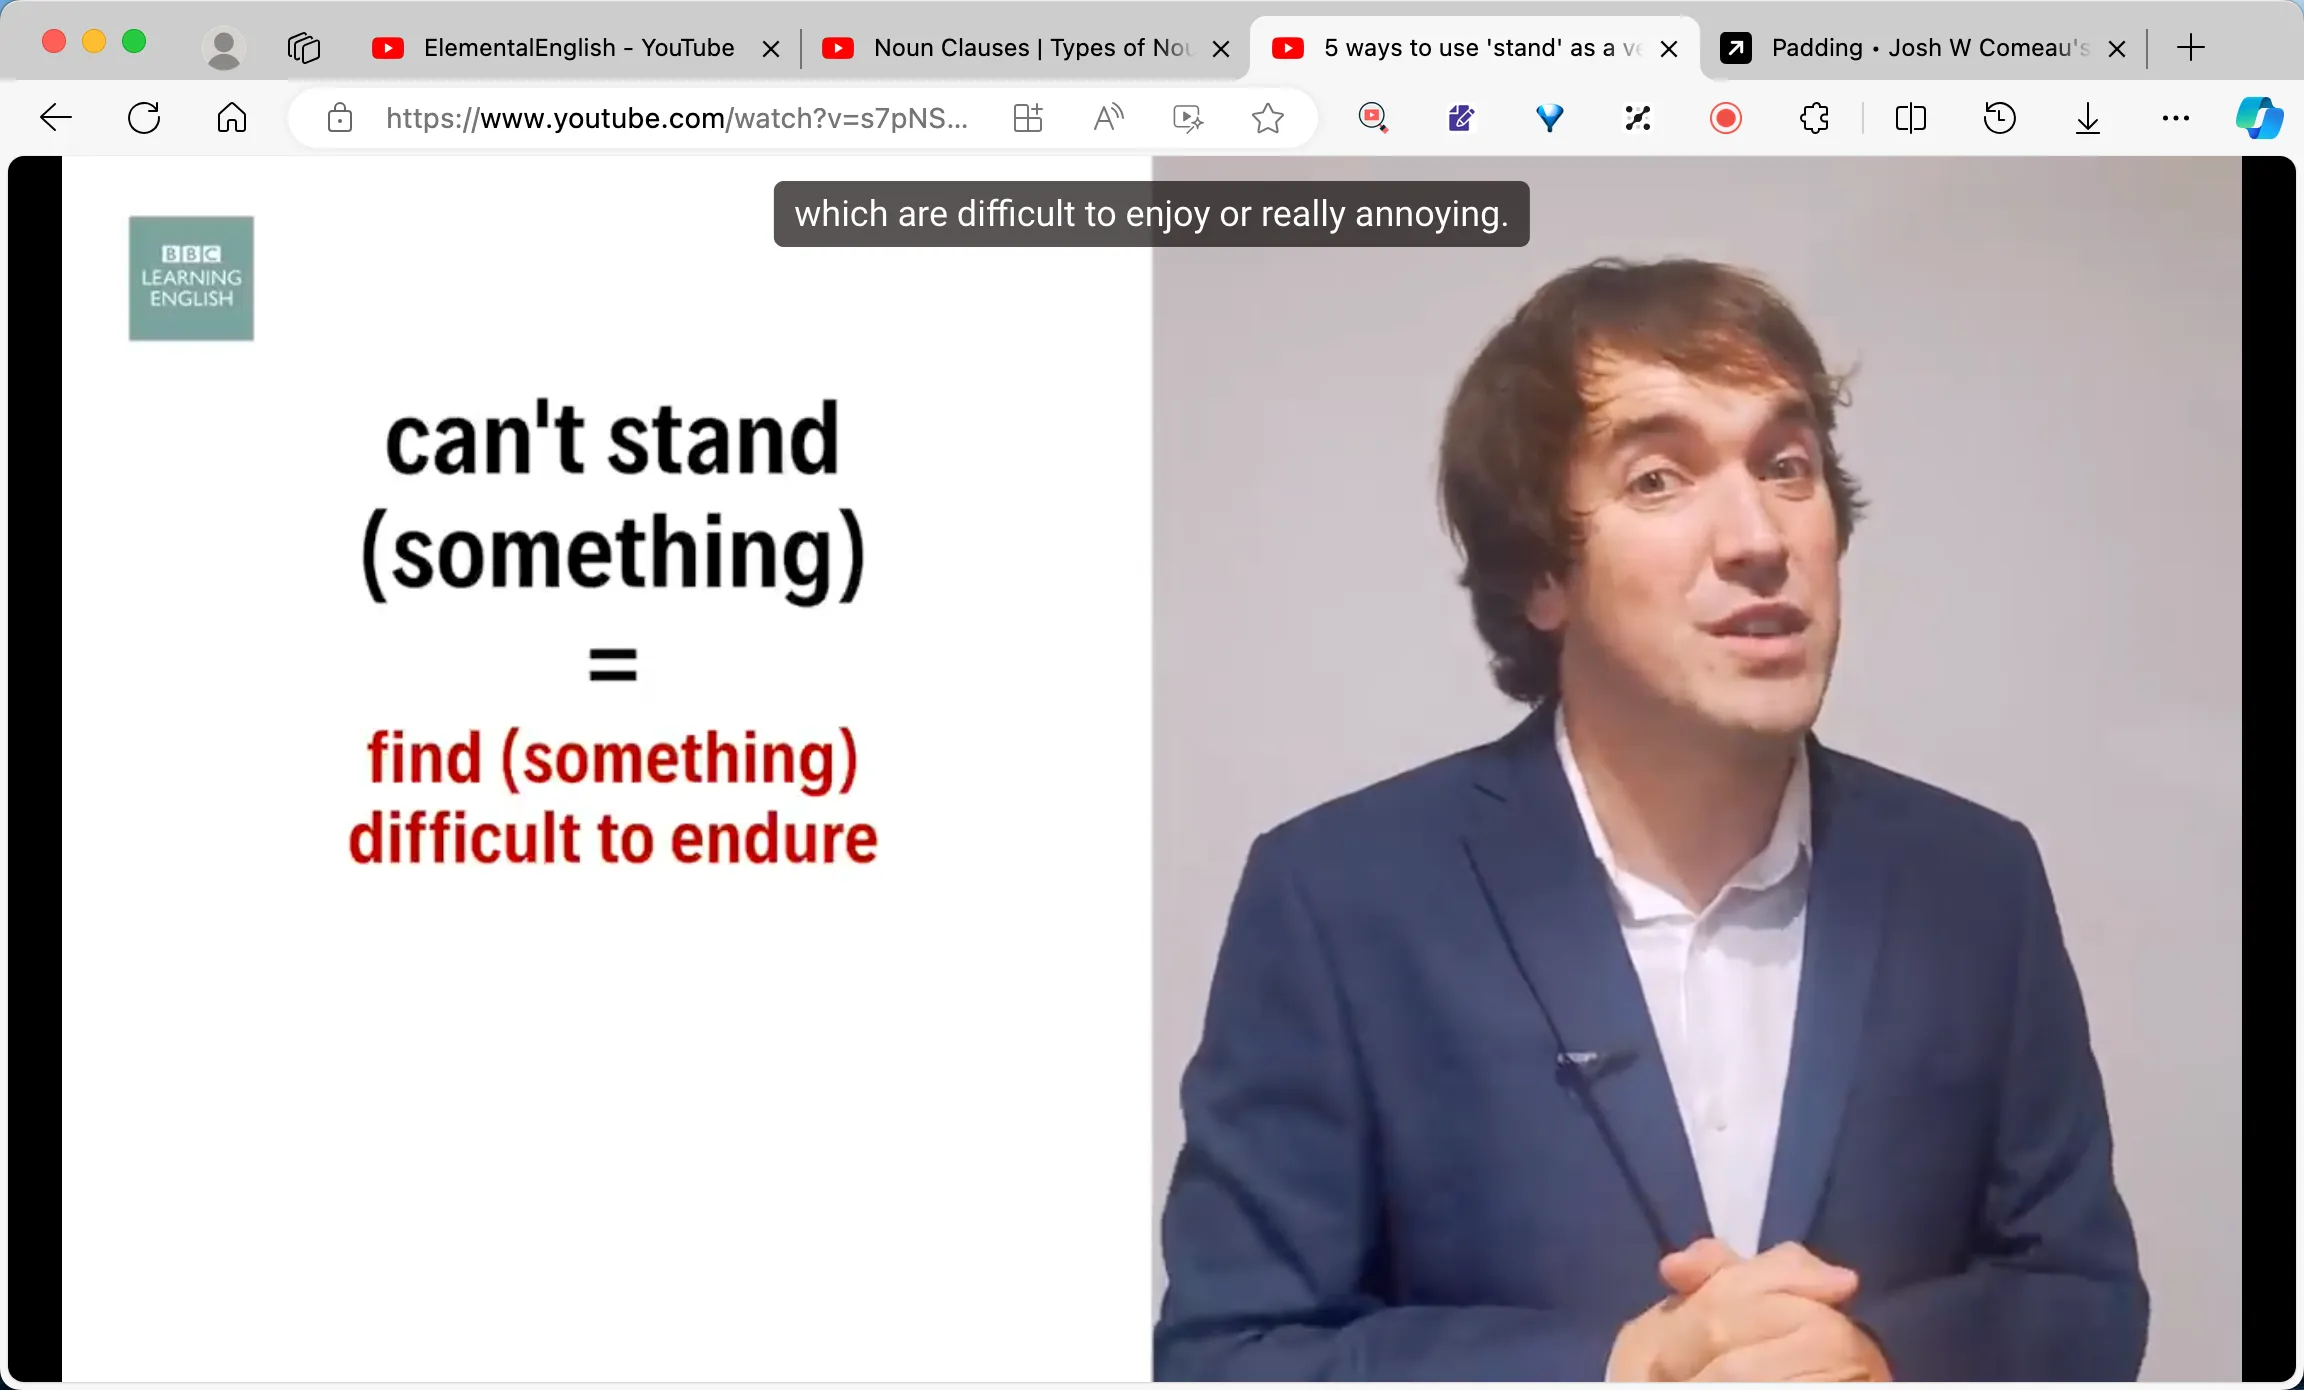 ElementalEnglish - YouTube
Noun Clauses | Types of Nou
5 ways to use 'stand' as a ve
Padding • Josh W Comeau's
https://www.youtube.com/watch?v=s7pNS...
which are difficult to enjoy or really annoying.
BBC
LEARNING
ENGLISH
can't stand
(something)
=
find (something)
difficult to endure